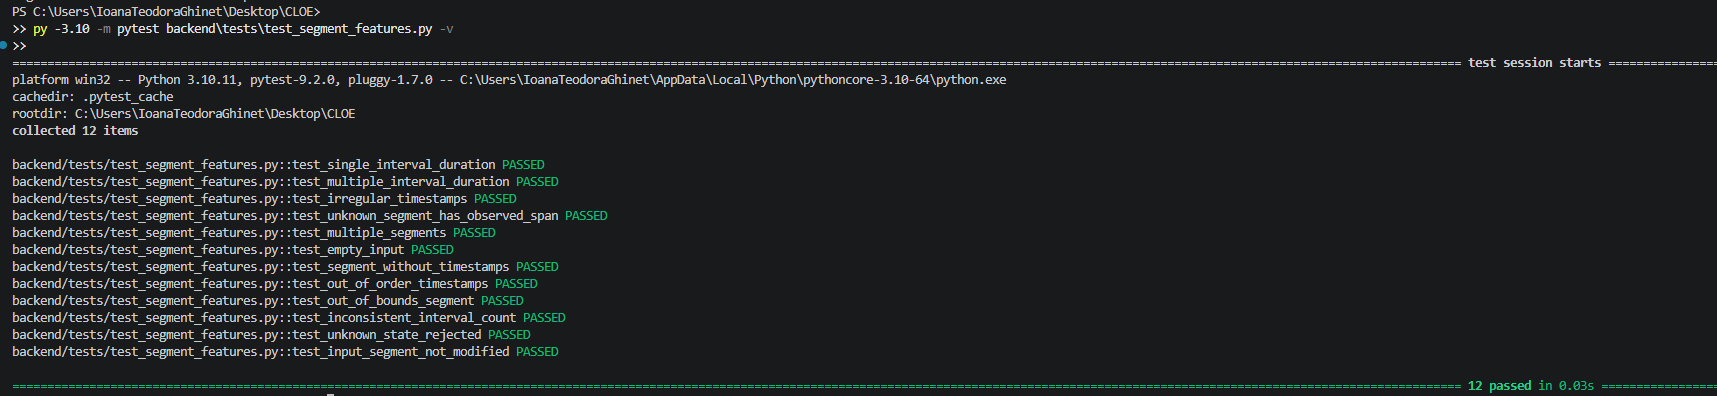 PS C:\Users\IoanaTeodoraGhinet\Desktop\CLOE>
>> py -3.10 -m pytest backend\tests\test_segment_features.py -v
>>
================ test session starts ================
platform win32 -- Python 3.10.11, pytest-9.2.0, pluggy-1.7.0 -- C:\Users\IoanaTeodoraGhinet\AppData\Local\Python\pythoncore-3.10-64\python.exe
cachedir: .pytest_cache
rootdir: C:\Users\IoanaTeodoraGhinet\Desktop\CLOE
collected 12 items
backend/tests/test_segment_features.py::test_single_interval_duration PASSED
backend/tests/test_segment_features.py::test_multiple_interval_duration PASSED
backend/tests/test_segment_features.py::test_irregular_timestamps PASSED
backend/tests/test_segment_features.py::test_unknown_segment_has_observed_span PASSED
backend/tests/test_segment_features.py::test_multiple_segments PASSED
backend/tests/test_segment_features.py::test_empty_input PASSED
backend/tests/test_segment_features.py::test_segment_without_timestamps PASSED
backend/tests/test_segment_features.py::test_out_of_order_timestamps PASSED
backend/tests/test_segment_features.py::test_out_of_bounds_segment PASSED
backend/tests/test_segment_features.py::test_inconsistent_interval_count PASSED
backend/tests/test_segment_features.py::test_unknown_state_rejected PASSED
backend/tests/test_segment_features.py::test_input_segment_not_modified PASSED
================ 12 passed in 0.03s ================